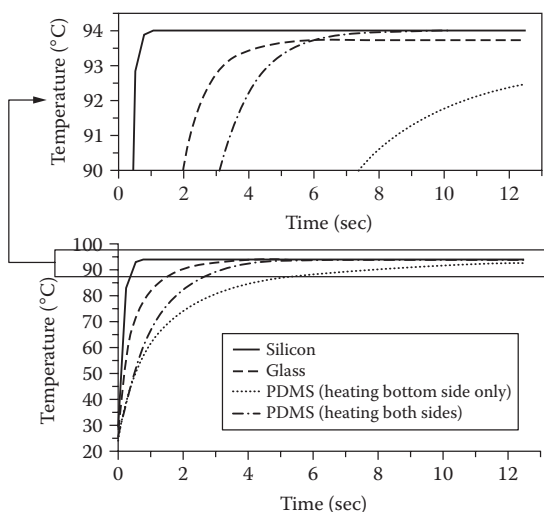 94
93
92
91
90
Temperature (°C)
0 2 4 6 8 10 12
Time (sec)
100
90
80
70
60
50
40
30
20
Temperature (°C)
Silicon
Glass
PDMS (heating bottom side only)
PDMS (heating both sides)
0 2 4 6 8 10 12
Time (sec)